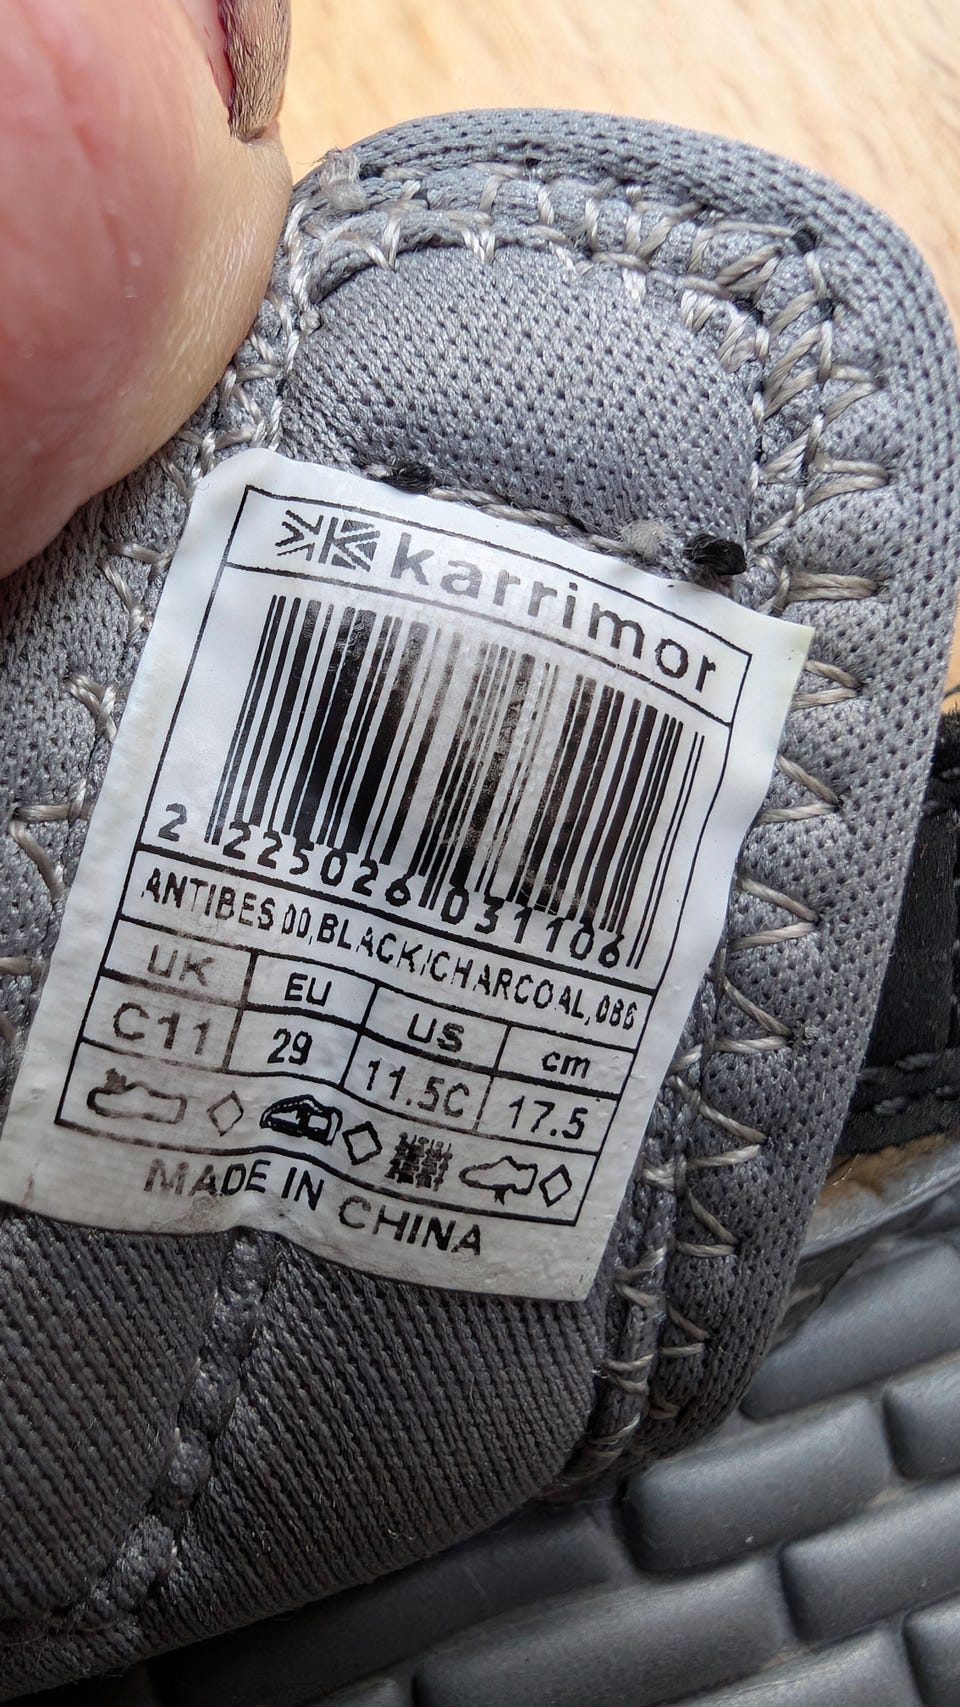 karrimor
2 225026 031106
ANTIBES 00,BLACK/CHARCOAL,086
UK EU US cm
C11 29 11.5C 17.5
MADE IN CHINA